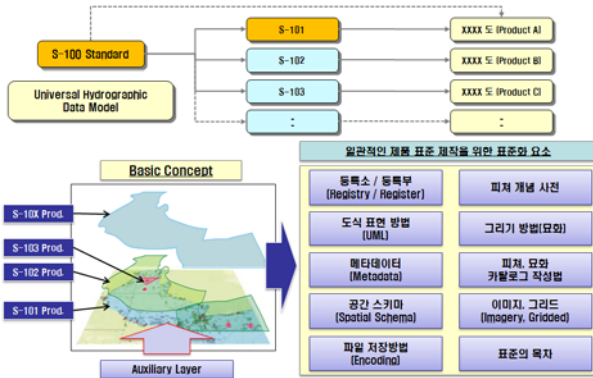 S-100 Standard
Universal Hydrographic
Data Model
S-101
S-102
S-103
:
XXXX 도 (Product A)
XXXX 도 (Product B)
XXXX 도 (Product C)
:
Basic Concept
S-10X Prod.
S-103 Prod.
S-102 Prod.
S-101 Prod.
Auxiliary Layer
일관적인 제품 표준 제작을 위한 표준화 요소
등록소 / 등록부
(Registry / Register)
피쳐 개념 사전
도식 표현 방법
(UML)
그리기 방법(묘화)
메타데이터
(Metadata)
피쳐, 묘화
카탈로그 작성법
공간 스키마
(Spatial Schema)
이미지, 그리드
(Imagery, Gridded)
파일 저장방법
(Encoding)
표준의 목차